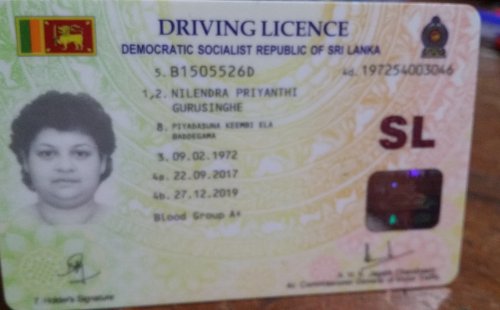 DRIVING LICENCE
DEMOCRATIC SOCIALIST REPUBLIC OF SRI LANKA
5. B1505526D 4d. 197254003046
1,2. NILENDRA PRIYANTHI
GURUSINGHE
8. PIYADASUNA KEEMBI ELA
BADDEGAMA
SL
3. 09.02.1972
4a. 22.09.2017
4b. 27.12.2019
Blood Group A+
7. Holder's Signature
Commissioner General of Motor Traffic